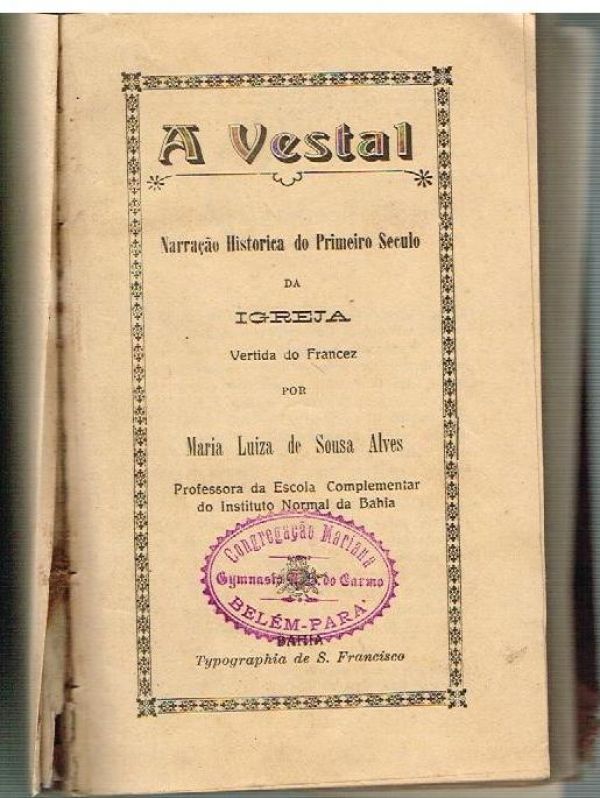 A Vestal
Narração Historica do Primeiro Seculo
DA
IGREJA
Vertida do Francez
POR
Maria Luiza de Sousa Alves
Professora da Escola Complementar
do Instituto Normal da Bahia
Congregação Mariana
Gymnasio do Carmo
BELÉM-PARÁ
BAHIA
Typographia de S. Francisco